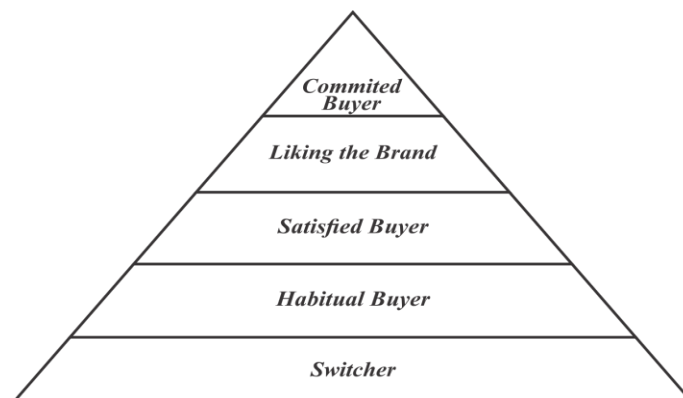 Commited
Buyer
Liking the Brand
Satisfied Buyer
Habitual Buyer
Switcher